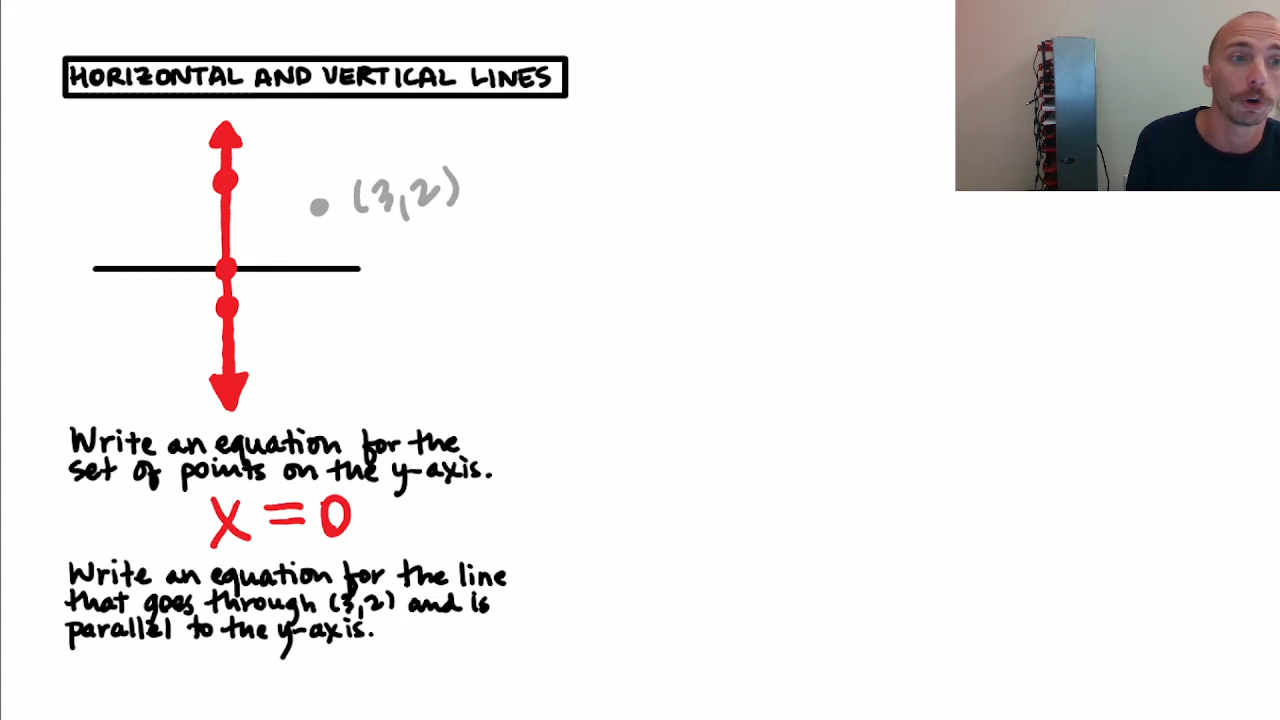 HORIZONTAL AND VERTICAL LINES
(3,2)
Write an equation for the
set of points on the y-axis.
x = 0
Write an equation for the line
that goes through (3,2) and is
parallel to the y-axis.